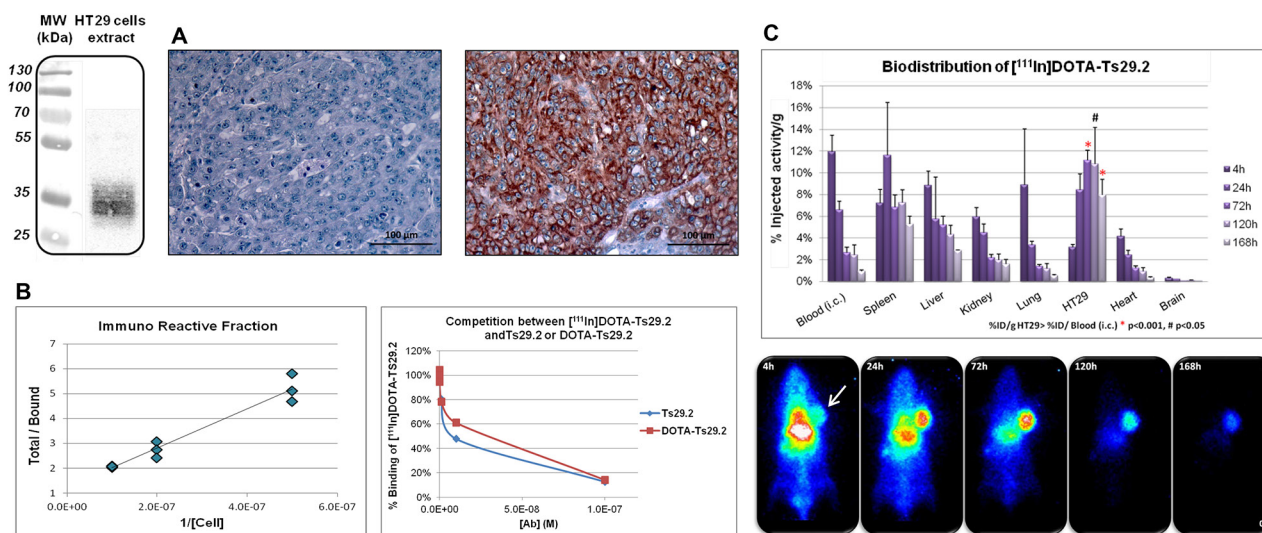 MW HT29 cells
(kDa) extract
130
100
70
55
35
25
A
100 µm
100 µm
B
Immuno Reactive Fraction
Total / Bound
7
6
5
4
3
2
1
0.0E+00 2.0E-07 4.0E-07 6.0E-07
1/[Cell]
Competition between [¹¹¹In]DOTA-Ts29.2
andTs29.2 or DOTA-Ts29.2
% Binding of [¹¹¹In]DOTA-TS29.2
120%
100%
80%
60%
40%
20%
0%
0.0E+00 5.0E-08 1.0E-07
[Ab] (M)
Ts29.2
DOTA-Ts29.2
C
Biodistribution of [¹¹¹In]DOTA-Ts29.2
% Injected activity/g
18%
16%
14%
12%
10%
8%
6%
4%
2%
0%
#
*
*
4h
24h
72h
120h
168h
Blood (i.c.) Spleen Liver Kidney Lung HT29 Heart Brain
%ID/g HT29> %ID/ Blood (i.c.) * p<0.001, # p<0.05
4h 24h 72h 120h 168h